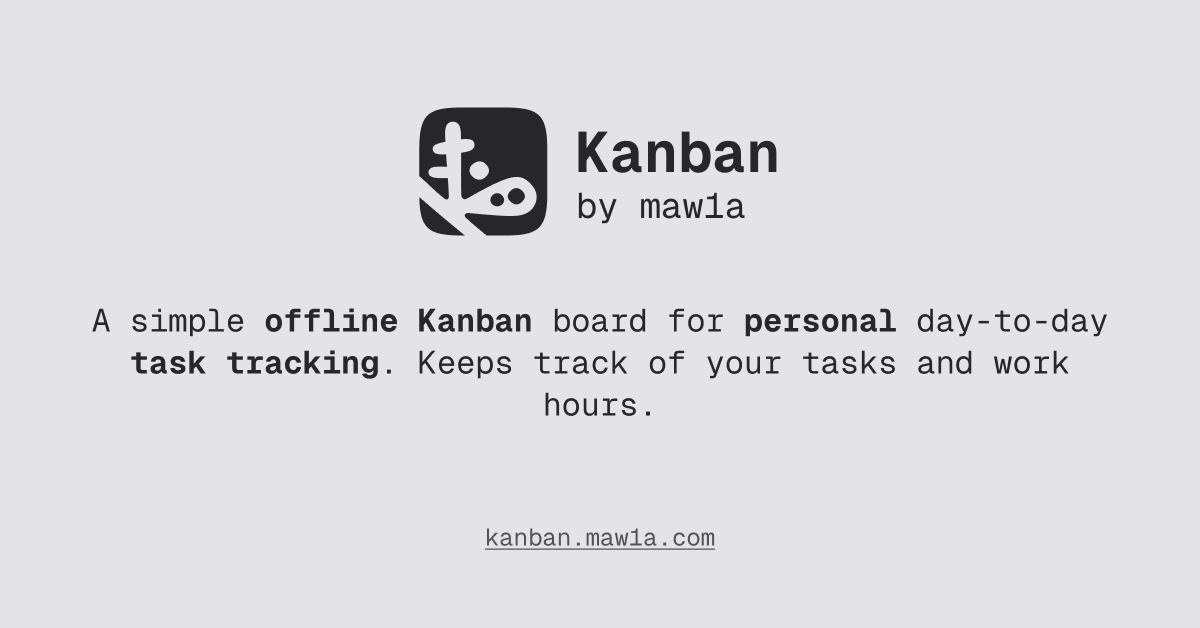 Kanban
by maw1a
A simple offline Kanban board for personal day-to-day
task tracking. Keeps track of your tasks and work
hours.
kanban.maw1a.com